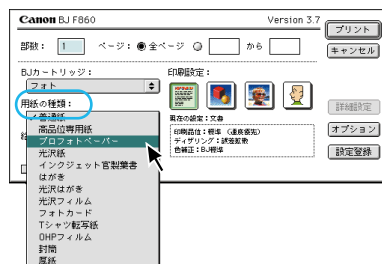 Canon BJ F860 Version 3.7
プリント
部数： 1 ページ： 全ページ から
キャンセル
BJカートリッジ： 印刷設定：
フォト
用紙の種類：
詳細設定
✓普通紙 現在の設定：文書
高品位専用紙 印刷品位：標準 （速度優先） オプション
プロフォトペーパー ディザリング：誤差拡散
光沢紙 色補正：BJ標準 設定登録
インクジェット官製葉書
はがき
光沢はがき
光沢フィルム
フォトカード
Tシャツ転写紙
OHPフィルム
封筒
厚紙